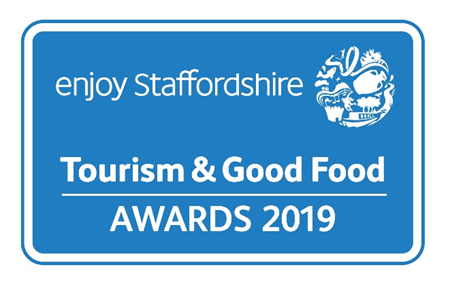 enjoy Staffordshire
Tourism & Good Food
AWARDS 2019